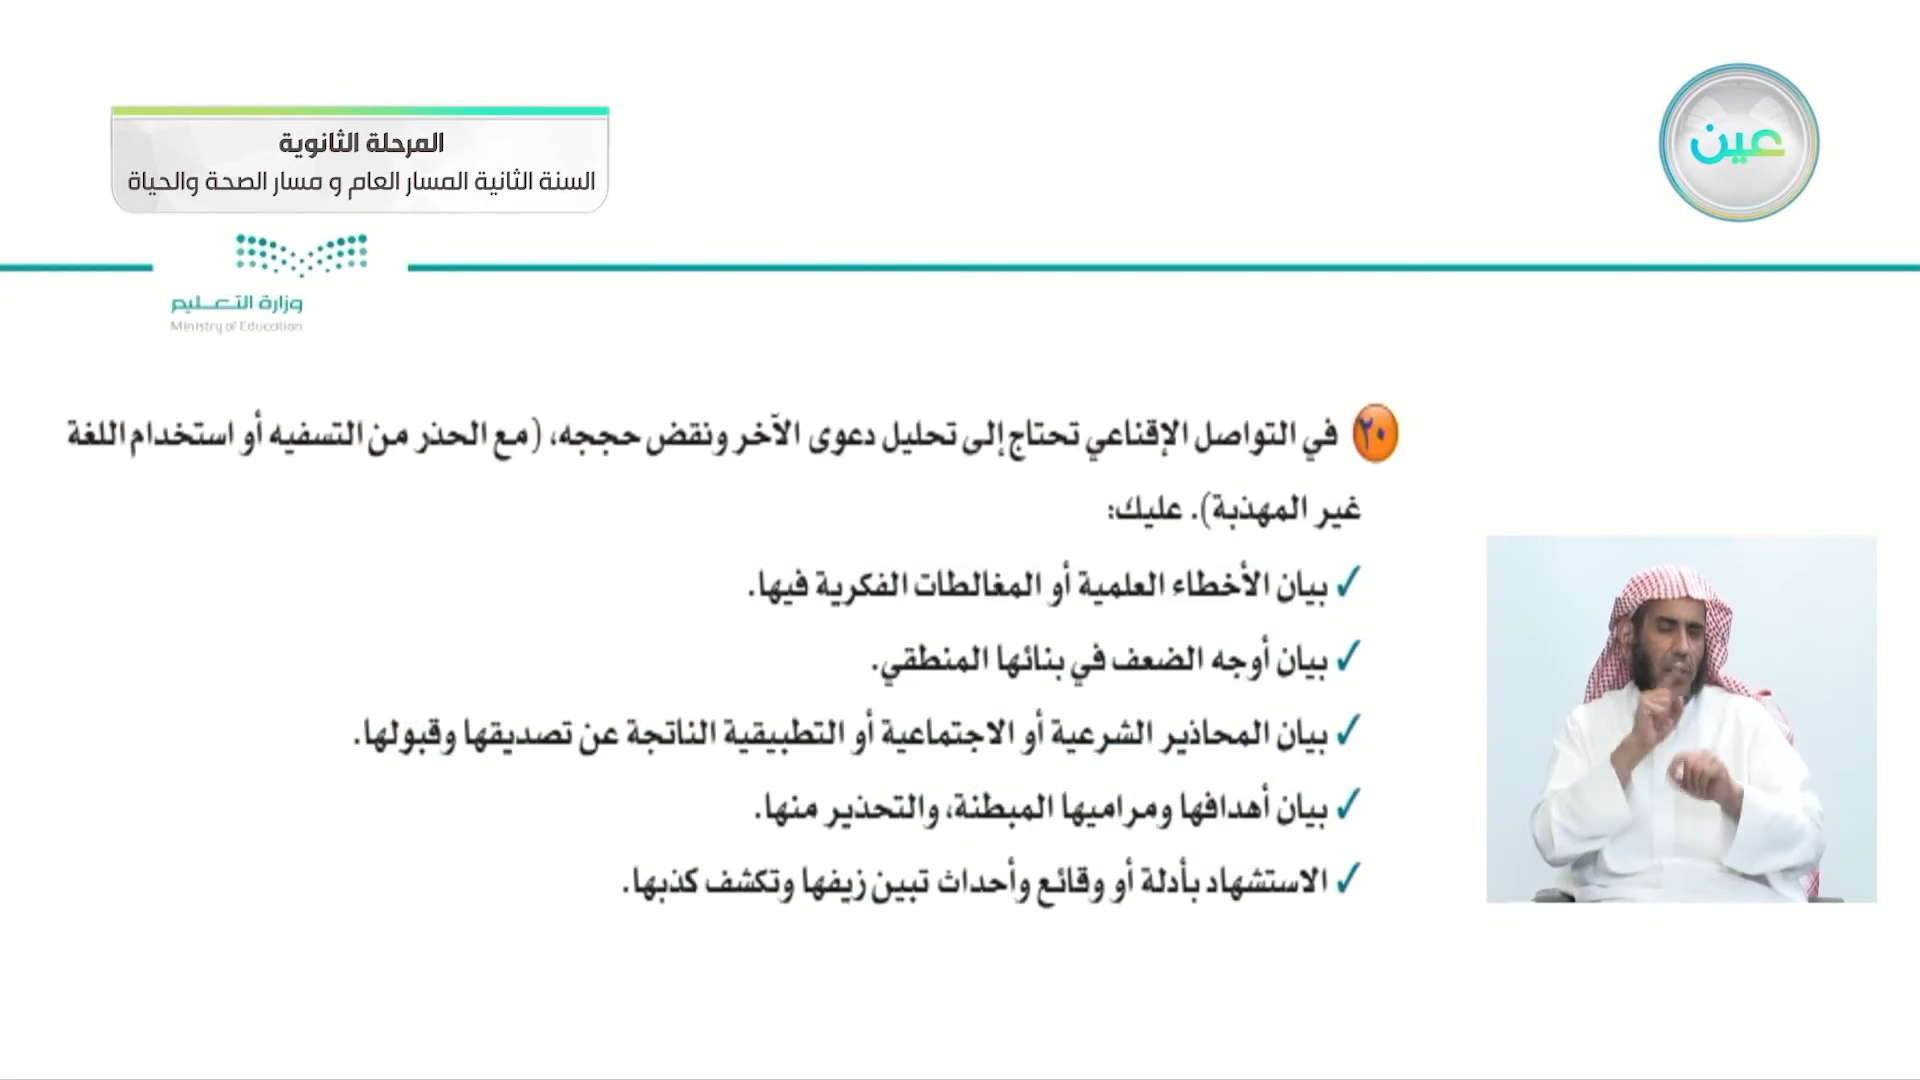 المرحلة الثانوية
السنة الثانية المسار العام و مسار الصحة والحياة
عين
وزارة التعليم
Ministry of Education
٢٠ في التواصل الإقناعي تحتاج إلى تحليل دعوى الآخر ونقض حججه، (مع الحذر من التسفيه أو استخدام اللغة
غير المهذبة). عليك:
✓ بيان الأخطاء العلمية أو المغالطات الفكرية فيها.
✓ بيان أوجه الضعف في بنائها المنطقي.
✓ بيان المحاذير الشرعية أو الاجتماعية أو التطبيقية الناتجة عن تصديقها وقبولها.
✓ بيان أهدافها ومراميها المبطنة، والتحذير منها.
✓ الاستشهاد بأدلة أو وقائع وأحداث تبين زيفها وتكشف كذبها.